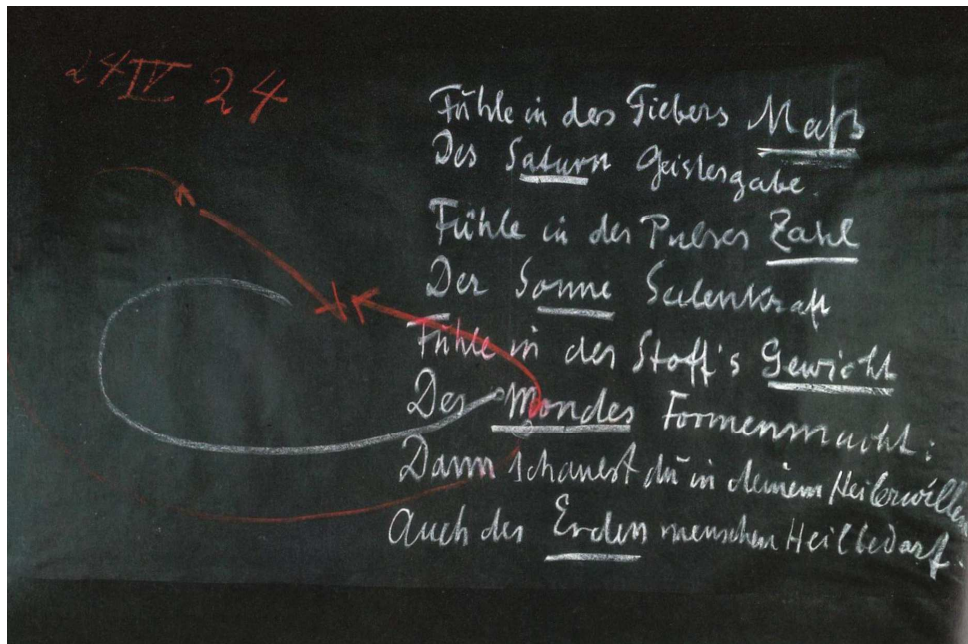 24 IV 24
Fühle in des Fiebers Maß
Des Saturn Geistergabe.
Fühle in des Pulses Zahl
Der Sonne Seelenkraft
Fühle in des Stoff's Gewicht
Des Mondes Formenmacht:
Dann schauest du in deinem Heilerwillen
Auch des Erdenmenschen Heilbedarf.